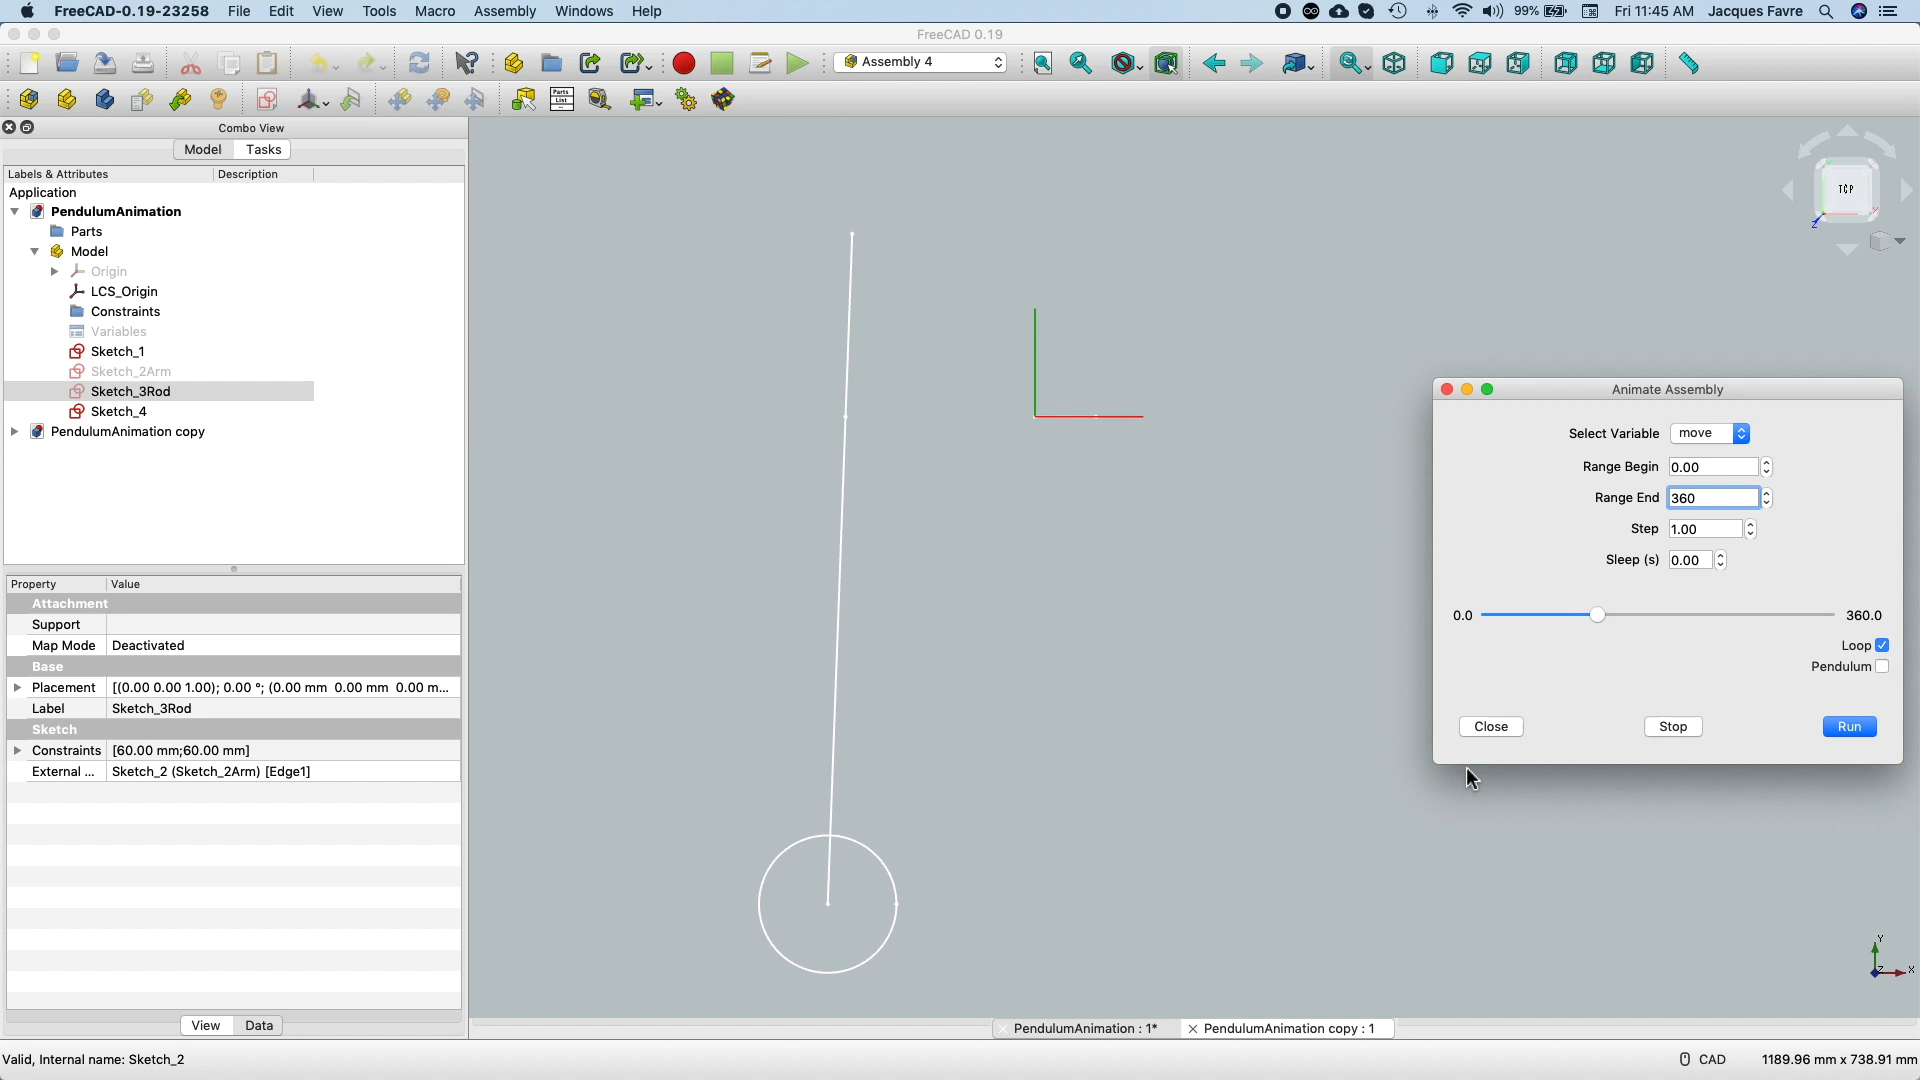 FreeCAD-0.19-23258 File Edit View Tools Macro Assembly Windows Help 99% Fri 11:45 AM Jacques Favre
FreeCAD 0.19
Assembly 4
Parts
List
Combo View
Model Tasks
Labels & Attributes Description
Application
PendulumAnimation
Parts
Model
Origin
LCS_Origin
Constraints
Variables
Sketch_1
Sketch_2Arm
Sketch_3Rod
Sketch_4
PendulumAnimation copy
Property Value
Attachment
Support
Map Mode Deactivated
Base
Placement [(0.00 0.00 1.00); 0.00 °; (0.00 mm 0.00 mm 0.00 m...
Label Sketch_3Rod
Sketch
Constraints [60.00 mm;60.00 mm]
External ... Sketch_2 (Sketch_2Arm) [Edge1]
View Data
TOP
Y
Z
Animate Assembly
Select Variable move
Range Begin 0.00
Range End 360
Step 1.00
Sleep (s) 0.00
0.0 360.0
Loop
Pendulum
Close Stop Run
Y
Z X
PendulumAnimation : 1* PendulumAnimation copy : 1
Valid, Internal name: Sketch_2 CAD 1189.96 mm x 738.91 mm